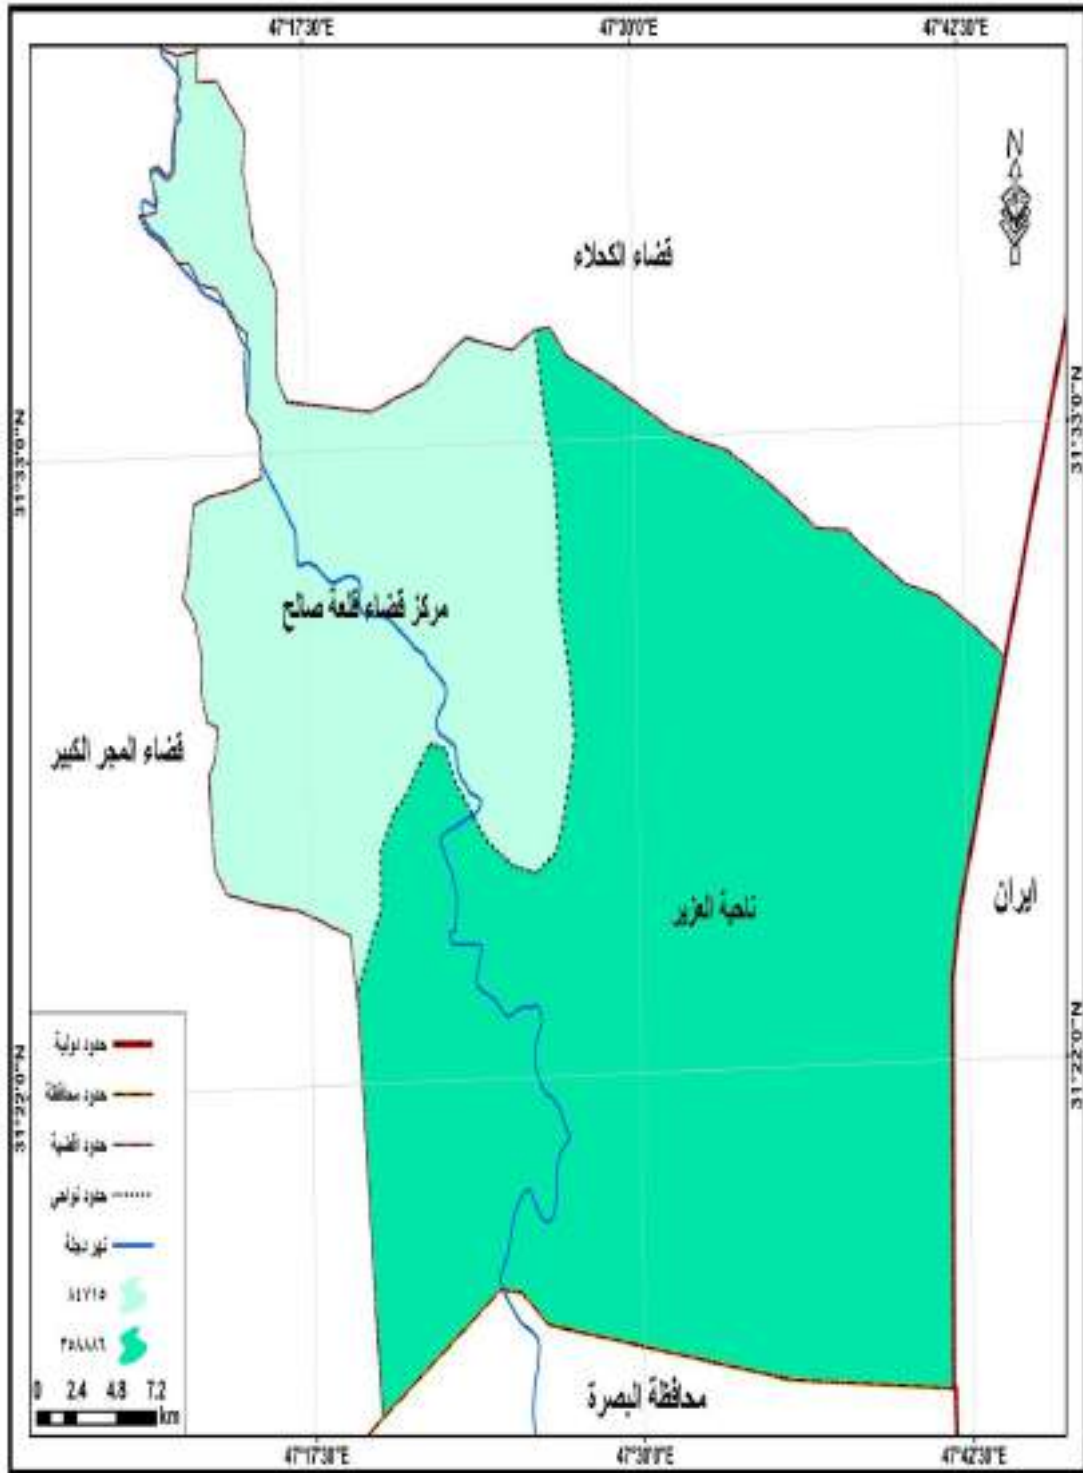 47°17'30"E 47°30'0"E 47°42'30"E
N
قضاء الكحلاء
31°33'0"N 31°33'0"N
مركز قضاء قلعة صالح
قضاء المجر الكبير
ناحية العزير
ايران
31°22'0"N 31°22'0"N
حدود دولية
حدود محافظة
حدود اقضية
حدود نواحي
نهر دجلة
٨٤٧١٥
٣٥٨٨٨٦
0 2.4 4.8 7.2
km
محافظة البصرة
47°17'30"E 47°30'0"E 47°42'30"E